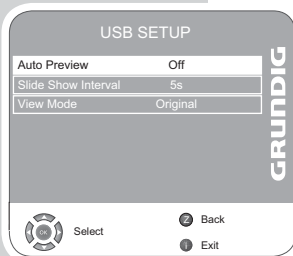 USB SETUP
Auto Preview Off
Slide Show Interval 5s
View Mode Original
GRUNDIG
OK Select
Z Back
i Exit